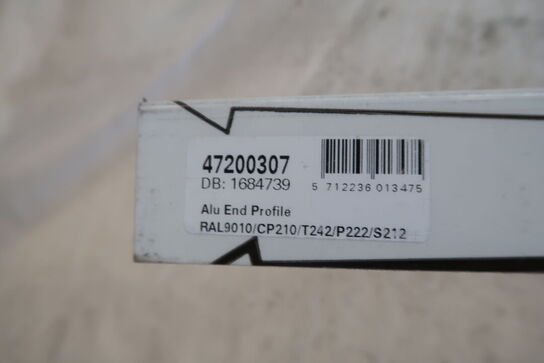 47200307
DB: 1684739
5 712236 013475
Alu End Profile
RAL9010/CP210/T242/P222/S212